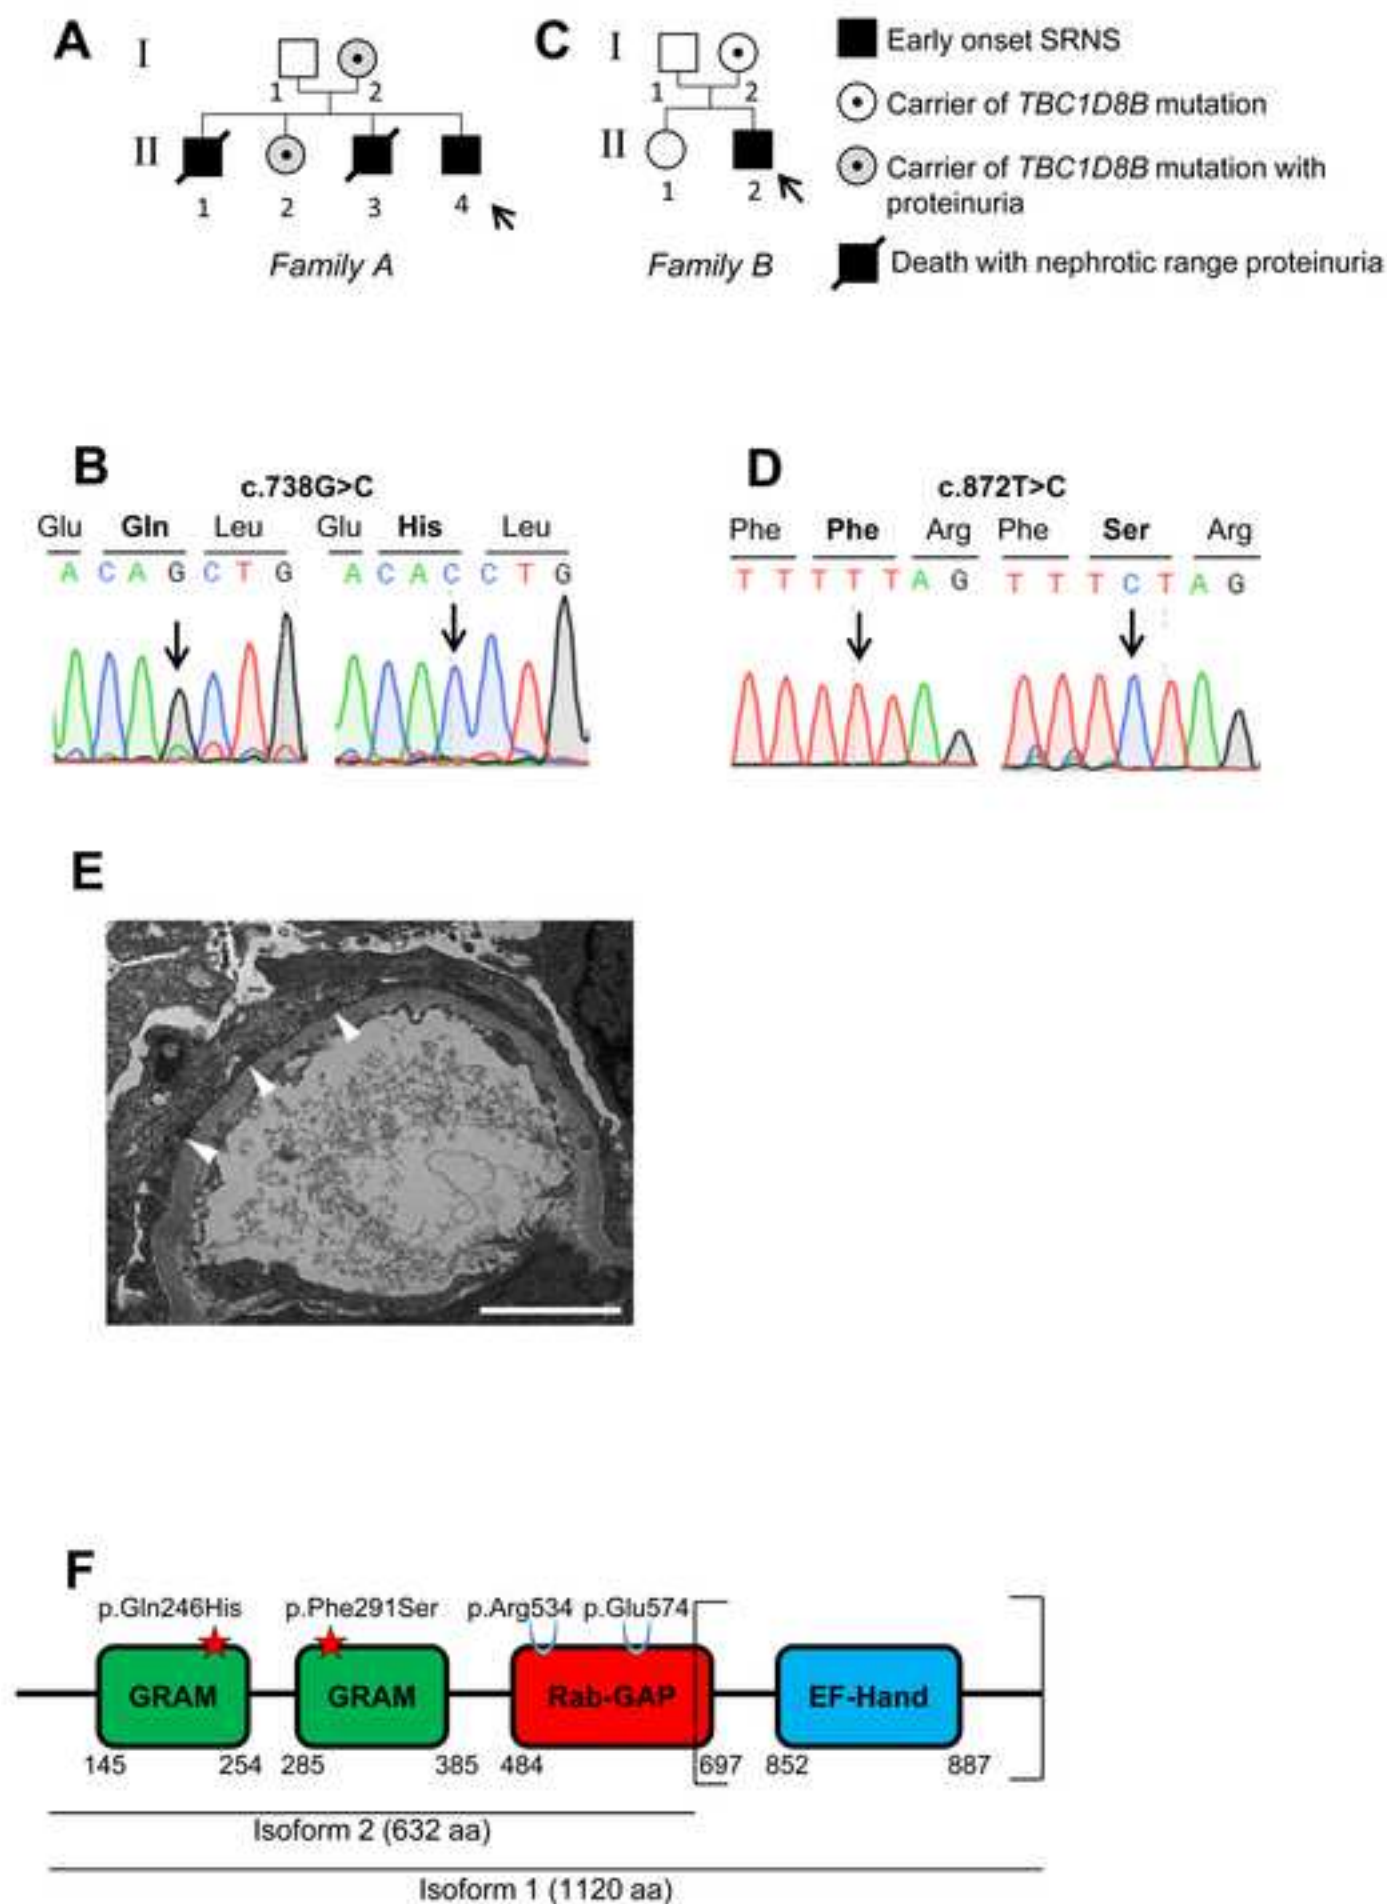 A
I
1
2
II
1
2
3
4
Family A
C
I
1
2
II
1
2
Family B
Early onset SRNS
Carrier of TBC1D8B mutation
Carrier of TBC1D8B mutation with
proteinuria
Death with nephrotic range proteinuria
B
c.738G>C
Glu Gln Leu Glu His Leu
A C A G C T G A C A C C T G
D
c.872T>C
Phe Phe Arg Phe Ser Arg
T T T T T A G T T T C T A G
E
F
p.Gln246His p.Phe291Ser p.Arg534 p.Glu574
GRAM GRAM Rab-GAP EF-Hand
145 254 285 385 484 697 852 887
Isoform 2 (632 aa)
Isoform 1 (1120 aa)